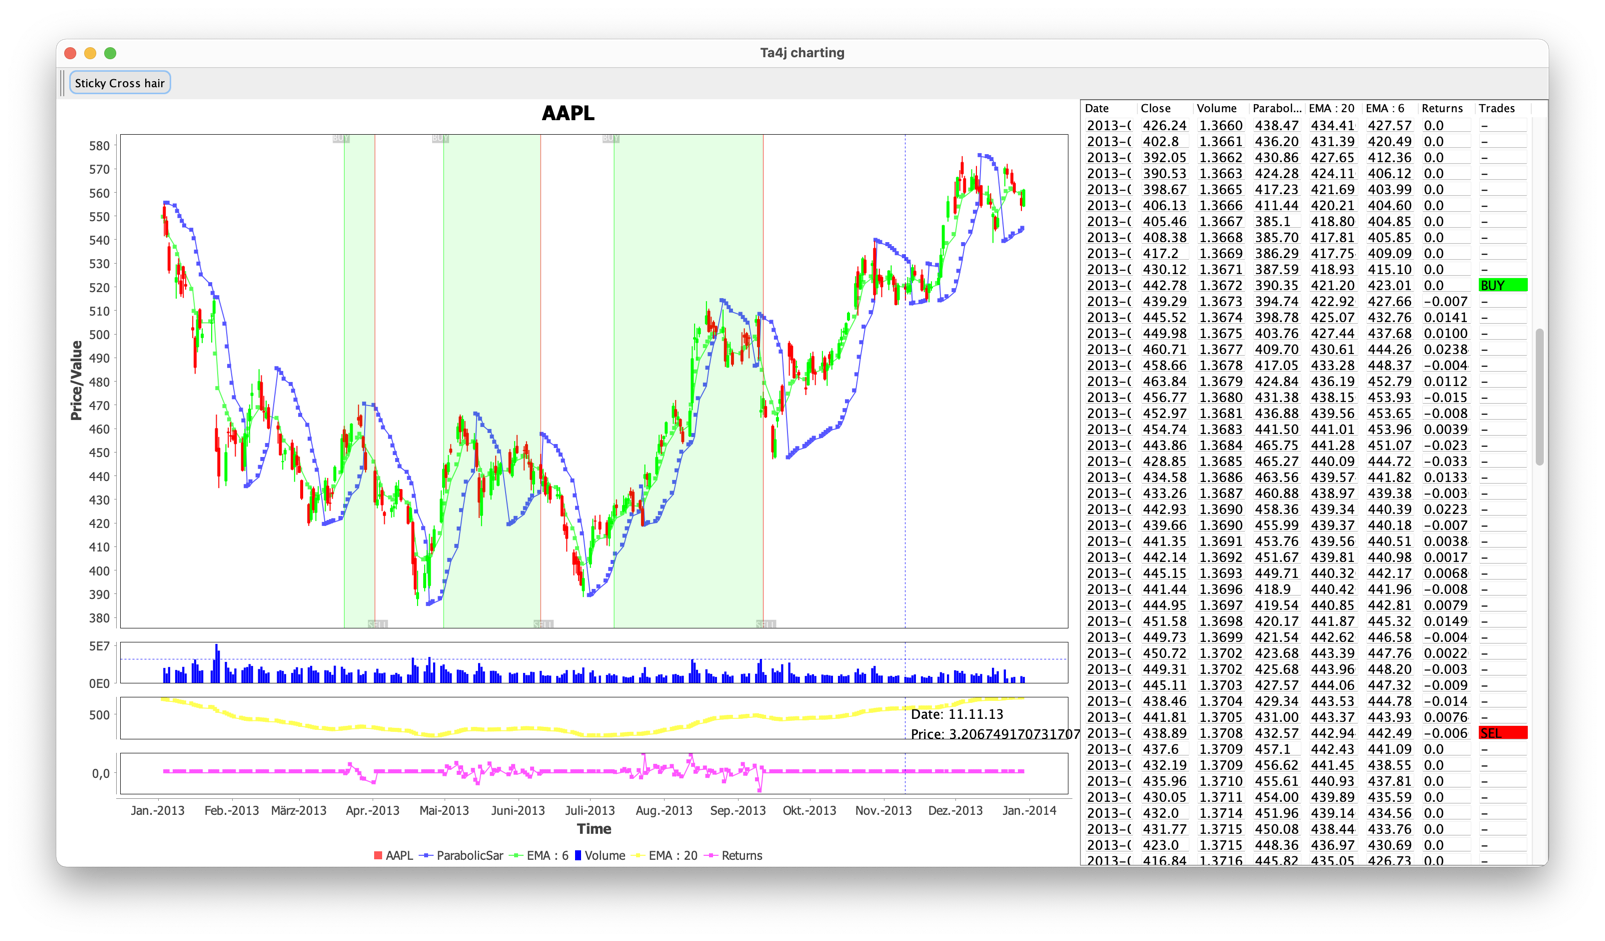 Ta4j charting
Sticky Cross hair
AAPL
BUY BUY BUY
580
570
560
550
540
530
520
510
500
490
480
470
460
450
440
430
420
410
400
390
380
Price/Value
SELL SELL SELL
5E7
0E0
500
Date: 11.11.13
Price: 3.206749170731707
0,0
Jan.-2013 Feb.-2013 März-2013 Apr.-2013 Mai-2013 Juni-2013 Juli-2013 Aug.-2013 Sep.-2013 Okt.-2013 Nov.-2013 Dez.-2013 Jan.-2014
Time
AAPL ParabolicSar EMA : 6 Volume EMA : 20 Returns
Date Close Volume Parabol... EMA : 20 EMA : 6 Returns Trades
2013- 426.24 1.3660 438.47 434.41 427.57 0.0 –
2013- 402.8 1.3661 436.20 431.39 420.49 0.0 –
2013- 392.05 1.3662 430.86 427.65 412.36 0.0 –
2013- 390.53 1.3663 424.28 424.11 406.12 0.0 –
2013- 398.67 1.3665 417.23 421.69 403.99 0.0 –
2013- 406.13 1.3666 411.44 420.21 404.60 0.0 –
2013- 405.46 1.3667 385.1 418.80 404.85 0.0 –
2013- 408.38 1.3668 385.70 417.81 405.85 0.0 –
2013- 417.2 1.3669 386.29 417.75 409.09 0.0 –
2013- 430.12 1.3671 387.59 418.93 415.10 0.0 –
2013- 442.78 1.3672 390.35 421.20 423.01 0.0 BUY
2013- 439.29 1.3673 394.74 422.92 427.66 -0.007 –
2013- 445.52 1.3674 398.78 425.07 432.76 0.0141 –
2013- 449.98 1.3675 403.76 427.44 437.68 0.0100 –
2013- 460.71 1.3677 409.70 430.61 444.26 0.0238 –
2013- 458.66 1.3678 417.05 433.28 448.37 -0.004 –
2013- 463.84 1.3679 424.84 436.19 452.79 0.0112 –
2013- 456.77 1.3680 431.38 438.15 453.93 -0.015 –
2013- 452.97 1.3681 436.88 439.56 453.65 -0.008 –
2013- 454.74 1.3683 441.50 441.01 453.96 0.0039 –
2013- 443.86 1.3684 465.75 441.28 451.07 -0.023 –
2013- 428.85 1.3685 465.27 440.09 444.72 -0.033 –
2013- 434.58 1.3686 463.56 439.57 441.82 0.0133 –
2013- 433.26 1.3687 460.88 438.97 439.38 -0.003 –
2013- 442.93 1.3690 458.36 439.34 440.39 0.0223 –
2013- 439.66 1.3690 455.99 439.37 440.18 -0.007 –
2013- 441.35 1.3691 453.76 439.56 440.51 0.0038 –
2013- 442.14 1.3692 451.67 439.81 440.98 0.0017 –
2013- 445.15 1.3693 449.71 440.32 442.17 0.0068 –
2013- 441.44 1.3696 418.9 440.42 441.96 -0.008 –
2013- 444.95 1.3697 419.54 440.85 442.81 0.0079 –
2013- 451.58 1.3698 420.17 441.87 445.32 0.0149 –
2013- 449.73 1.3699 421.54 442.62 446.58 -0.004 –
2013- 450.72 1.3702 423.68 443.39 447.76 0.0022 –
2013- 449.31 1.3702 425.68 443.96 448.20 -0.003 –
2013- 445.11 1.3703 427.57 444.06 447.32 -0.009 –
2013- 438.46 1.3704 429.34 443.53 444.78 -0.014 –
2013- 441.81 1.3705 431.00 443.37 443.93 0.0076 –
2013- 438.89 1.3708 432.57 442.94 442.49 -0.006 SEL
2013- 437.6 1.3709 457.1 442.43 441.09 0.0 –
2013- 432.19 1.3709 456.62 441.45 438.55 0.0 –
2013- 435.96 1.3710 455.61 440.93 437.81 0.0 –
2013- 430.05 1.3711 454.00 439.89 435.59 0.0 –
2013- 432.0 1.3714 451.96 439.14 434.56 0.0 –
2013- 431.77 1.3715 450.08 438.44 433.76 0.0 –
2013- 423.0 1.3715 448.36 436.97 430.69 0.0 –
2013- 416.84 1.3716 445.82 435.05 426.73 0.0 –